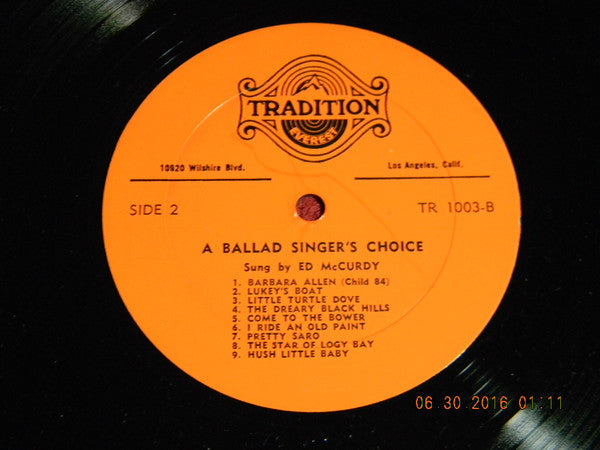 TRADITION
EVEREST
10920 Wilshire Blvd.
Los Angeles, Calif.
SIDE 2
TR 1003-B
A BALLAD SINGER'S CHOICE
Sung by ED McCURDY
1. BARBARA ALLEN (Child 84)
2. LUKEY'S BOAT
3. LITTLE TURTLE DOVE
4. THE DREARY BLACK HILLS
5. COME TO THE BOWER
6. I RIDE AN OLD PAINT
7. PRETTY SARO
8. THE STAR OF LOGY BAY
9. HUSH LITTLE BABY
06.30.2016 01:11